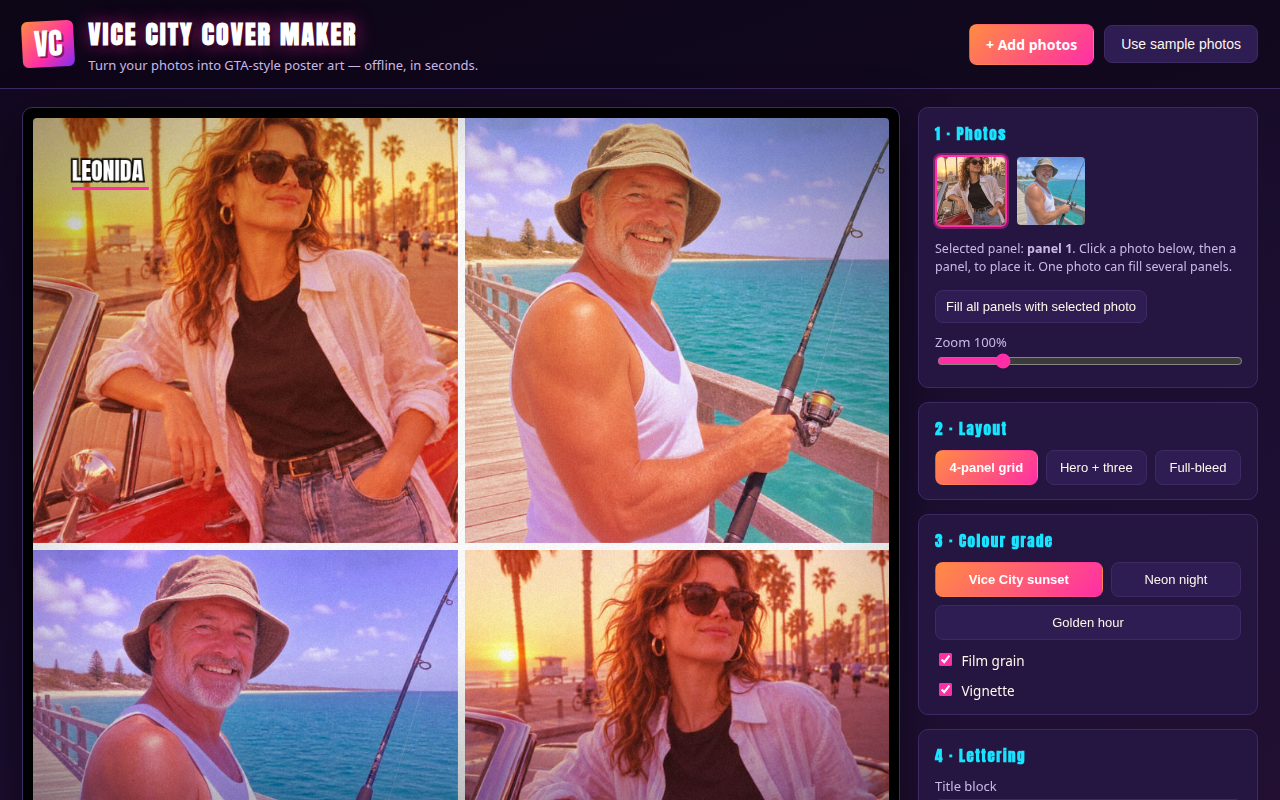 VC
VICE CITY COVER MAKER
Turn your photos into GTA-style poster art — offline, in seconds.
+ Add photos
Use sample photos
LEONIDA
1 · Photos
Selected panel: panel 1. Click a photo below, then a
panel, to place it. One photo can fill several panels.
Fill all panels with selected photo
Zoom 100%
2 · Layout
4-panel grid
Hero + three
Full-bleed
3 · Colour grade
Vice City sunset
Neon night
Golden hour
Film grain
Vignette
4 · Lettering
Title block